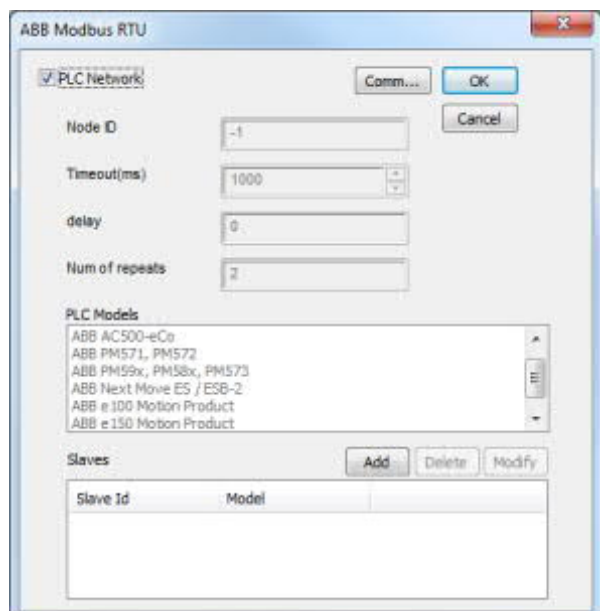 ABB Modbus RTU
PLC Network
Comm...
OK
Cancel
Node ID
-1
Timeout(ms)
1000
delay
0
Num of repeats
2
PLC Models
ABB AC500-eCo
ABB PM571, PM572
ABB PM59x, PM58x, PM573
ABB Next Move ES / ESB-2
ABB e100 Motion Product
ABB e150 Motion Product
Slaves
Add
Delete
Modify
Slave Id
Model